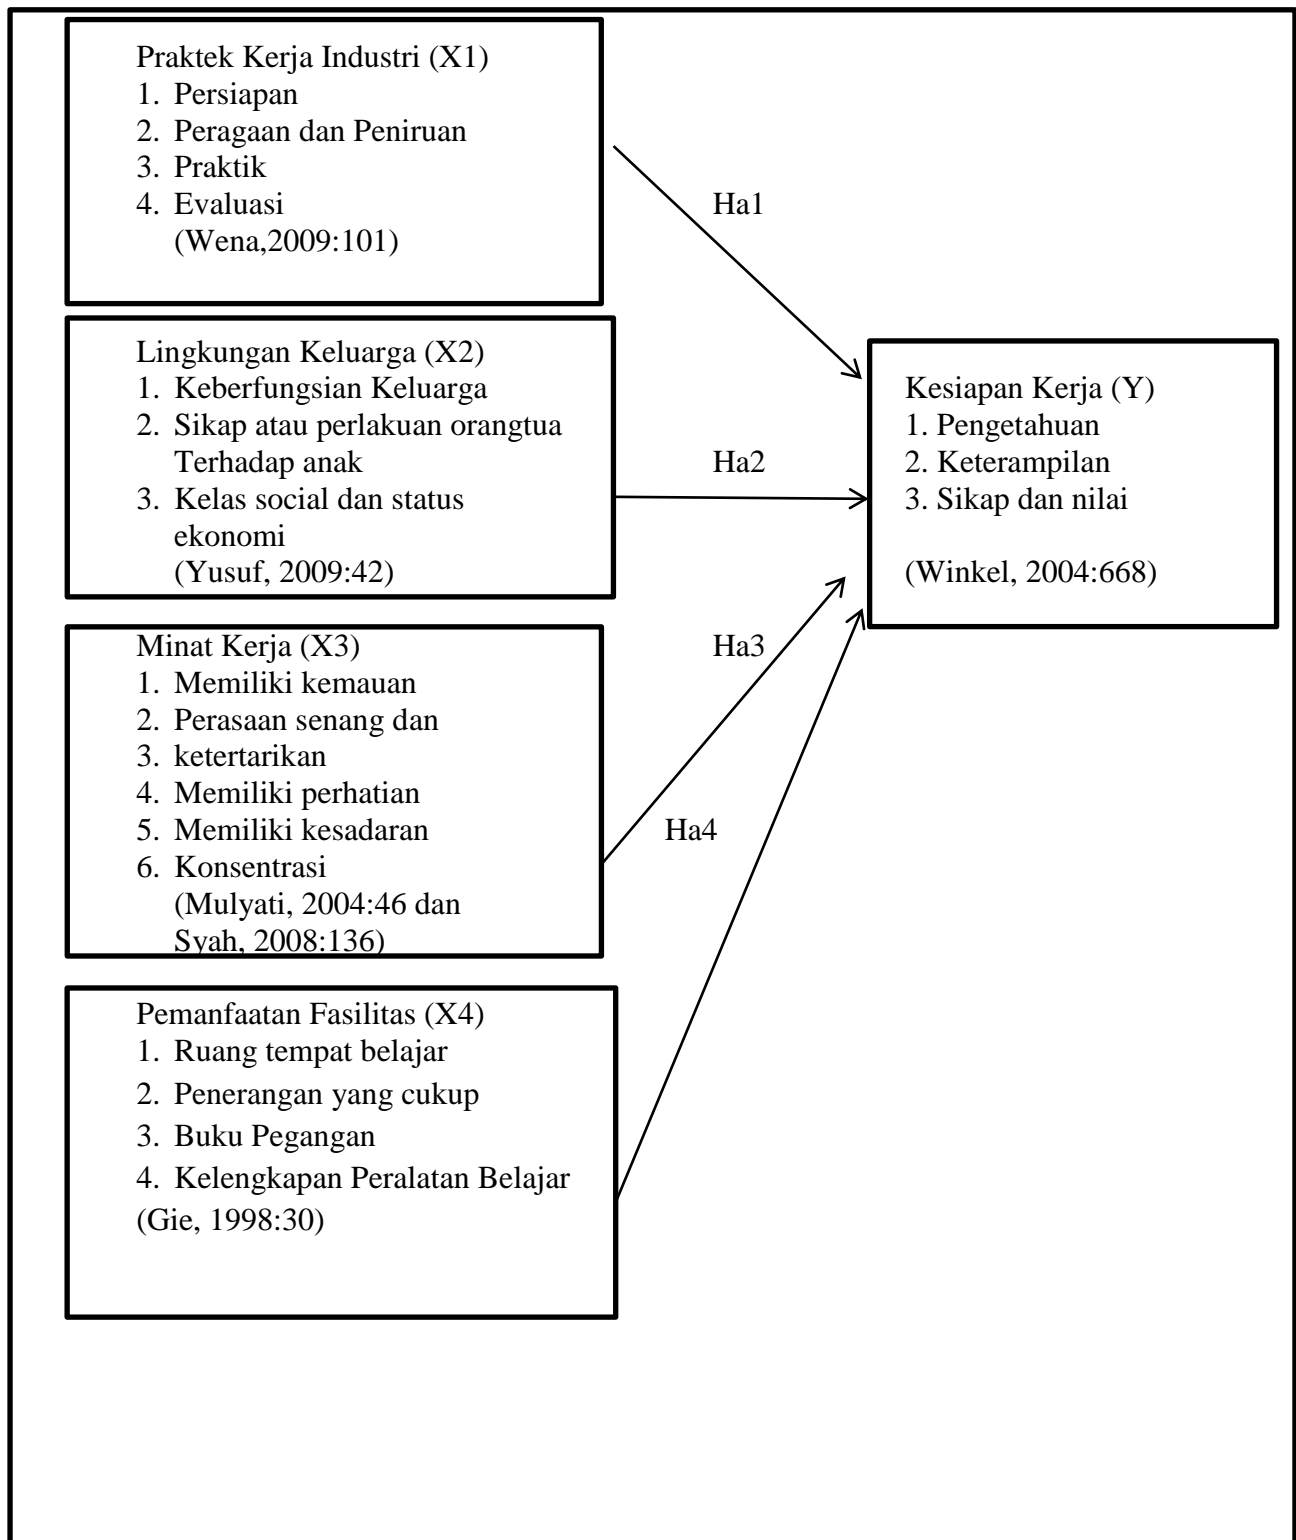 Praktek Kerja Industri (X1)
1. Persiapan
2. Peragaan dan Peniruan
3. Praktik
4. Evaluasi
(Wena,2009:101)
Ha1
Lingkungan Keluarga (X2)
1. Keberfungsian Keluarga
2. Sikap atau perlakuan orangtua
Terhadap anak
3. Kelas social dan status
ekonomi
(Yusuf, 2009:42)
Ha2
Kesiapan Kerja (Y)
1. Pengetahuan
2. Keterampilan
3. Sikap dan nilai
(Winkel, 2004:668)
Minat Kerja (X3)
1. Memiliki kemauan
2. Perasaan senang dan
3. ketertarikan
4. Memiliki perhatian
5. Memiliki kesadaran
6. Konsentrasi
(Mulyati, 2004:46 dan
Syah, 2008:136)
Ha3
Ha4
Pemanfaatan Fasilitas (X4)
1. Ruang tempat belajar
2. Penerangan yang cukup
3. Buku Pegangan
4. Kelengkapan Peralatan Belajar
(Gie, 1998:30)